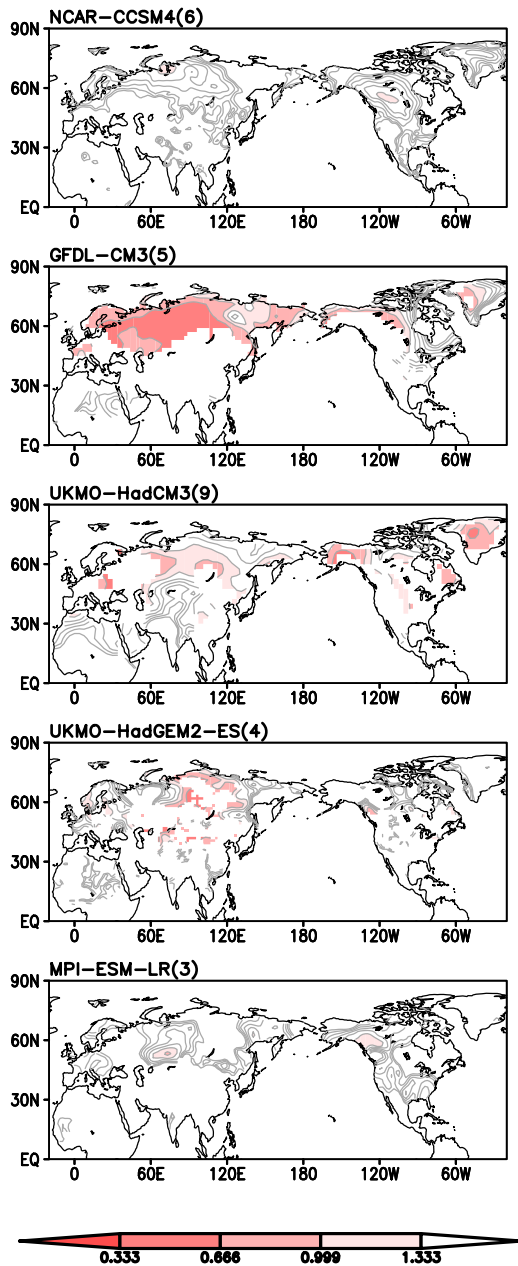 NCAR-CCSM4(6)
90N
60N
30N
EQ
0 60E 120E 180 120W 60W
GFDL-CM3(5)
90N
60N
30N
EQ
0 60E 120E 180 120W 60W
UKMO-HadCM3(9)
90N
60N
30N
EQ
0 60E 120E 180 120W 60W
UKMO-HadGEM2-ES(4)
90N
60N
30N
EQ
0 60E 120E 180 120W 60W
MPI-ESM-LR(3)
90N
60N
30N
EQ
0 60E 120E 180 120W 60W
0.333 0.666 0.999 1.333